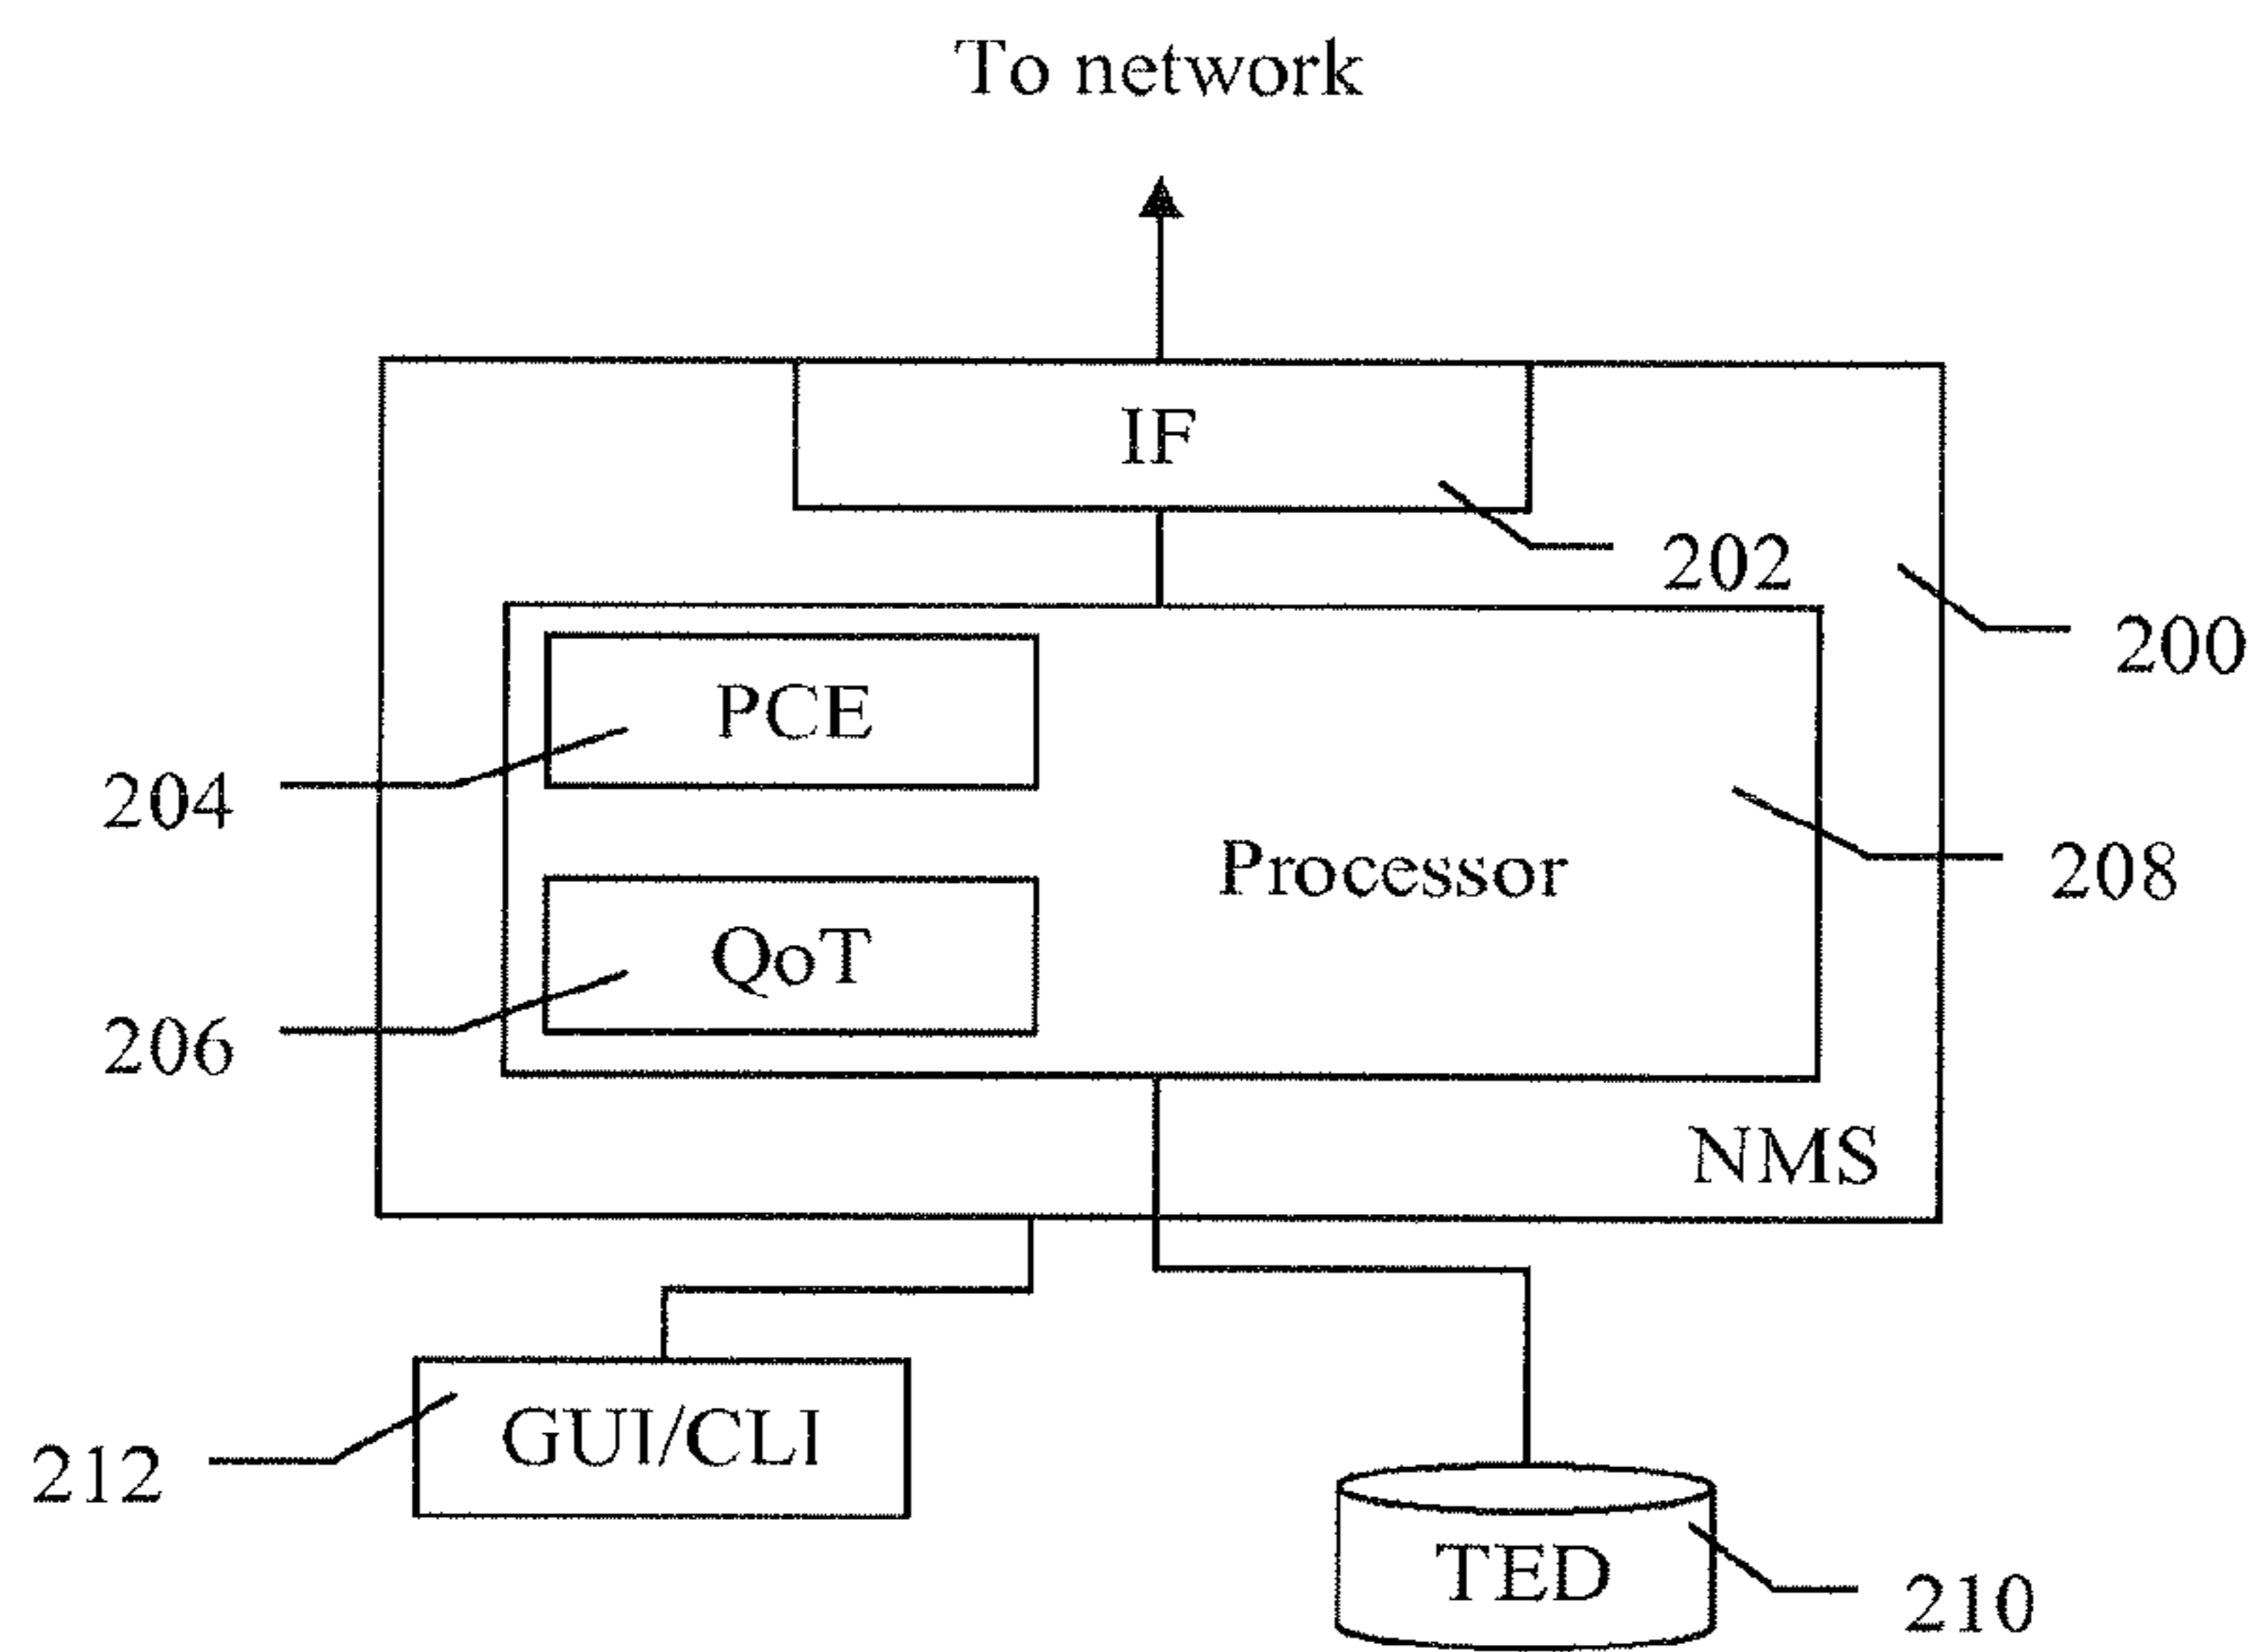 To network
IF
202
200
PCE
204
Processor
208
QoT
206
NMS
GUI/CLI
212
TED
210